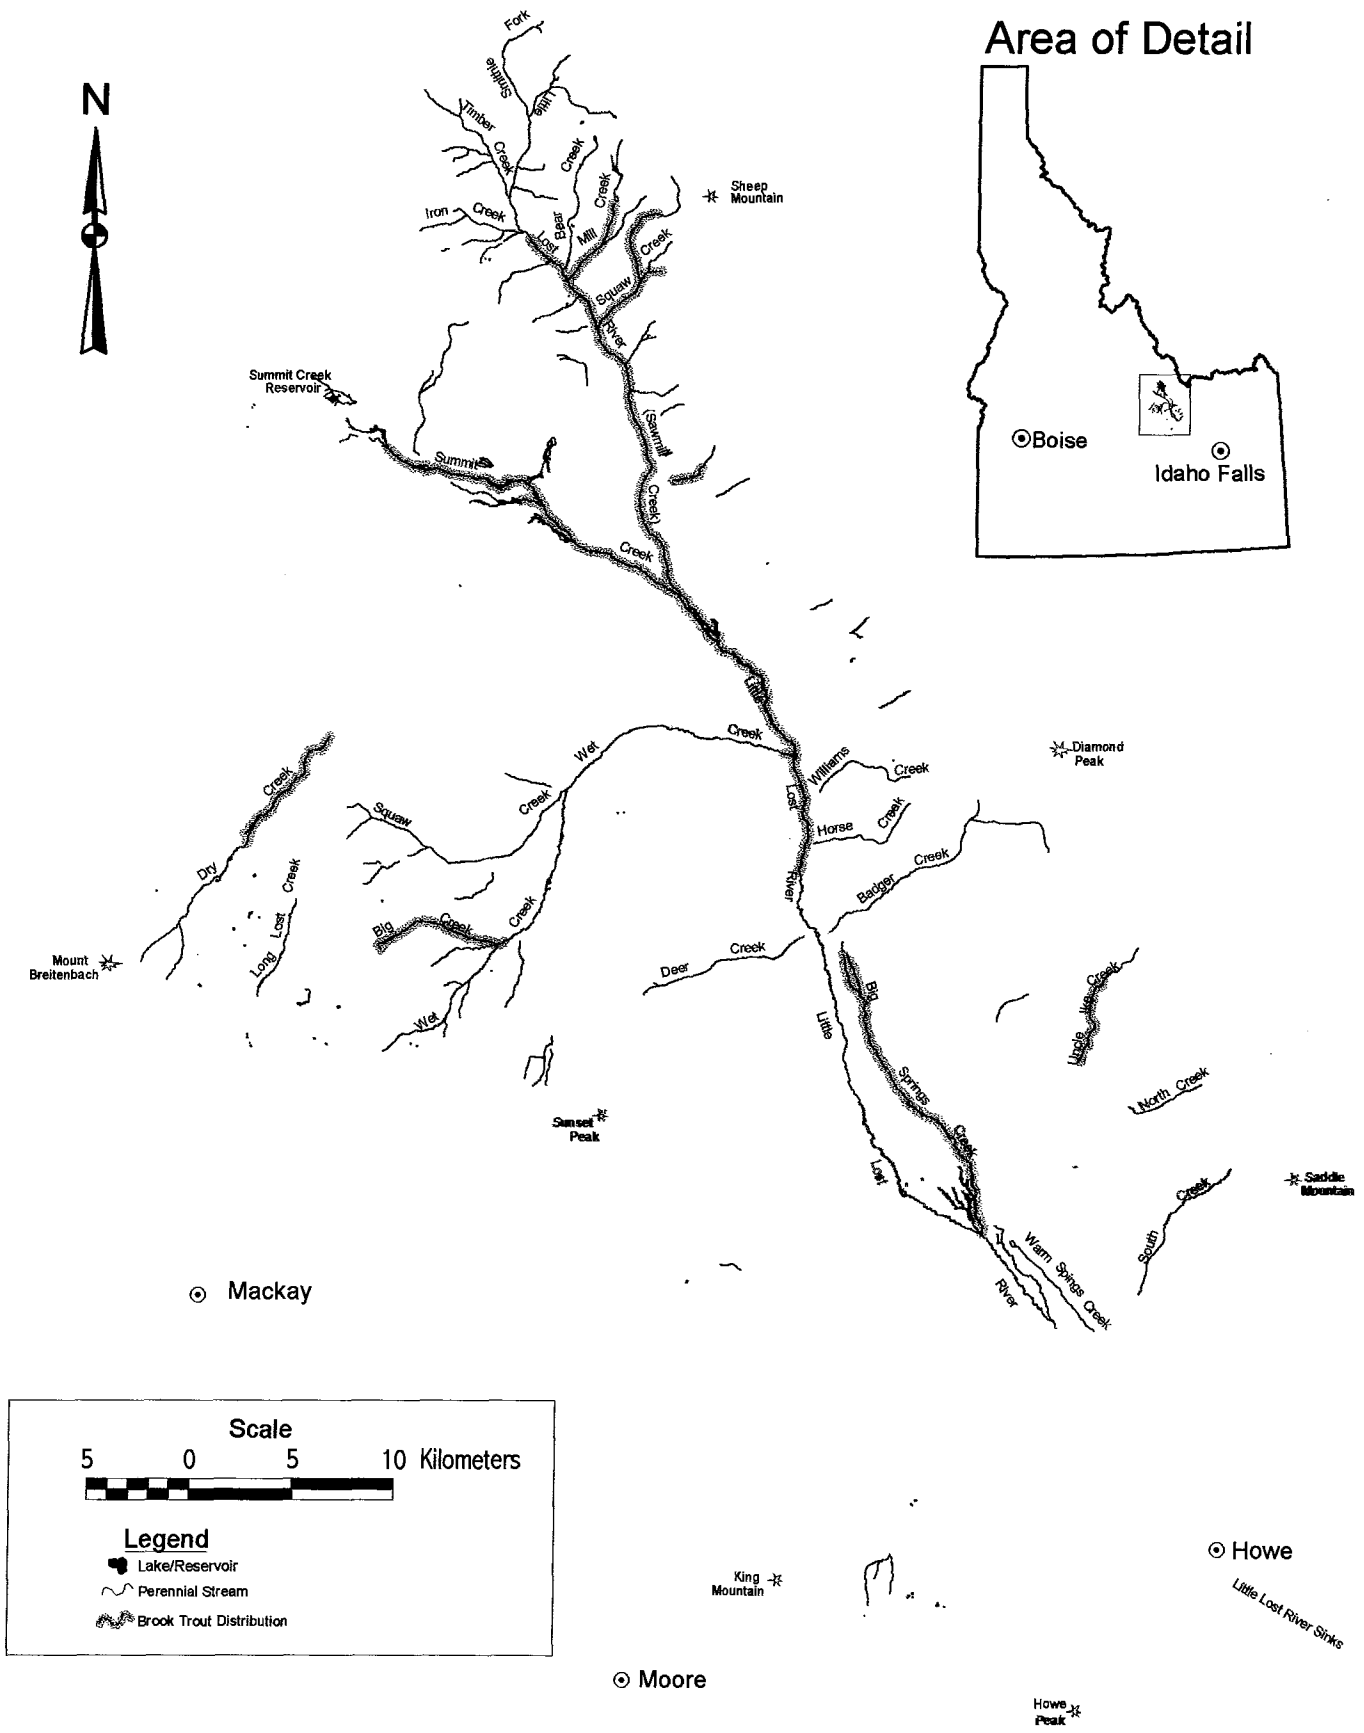 Area of Detail
N
Boise
Idaho Falls
Fork
Smithie
Little
Timber
Creek
Creek
Creek
Sheep
Mountain
Iron
Creek
Bear
Mill
Lost
Creek
Squaw
River
Summit Creek
Reservoir
(Sawmill
Summit
Creek)
Creek
Little
Creek
Wet
Diamond
Peak
Williams
Creek
Creek
Creek
Lost
Squaw
Horse
Creek
Dry
Creek
Badger
Creek
River
Long
Lost
Big
Creek
Creek
Creek
Deer
Mount
Breitenbach
Wet
Big
Uncle
Ike
Creek
Little
Springs
North Creek
Sunset
Peak
Creek
Lost
Creek
Saddle
Mountain
South
Warm Spings Creek
River
Mackay
Scale
5 0 5 10 Kilometers
Legend
Lake/Reservoir
Perennial Stream
Brook Trout Distribution
King
Mountain
Howe
Little Lost River Sinks
Moore
Howe
Peak